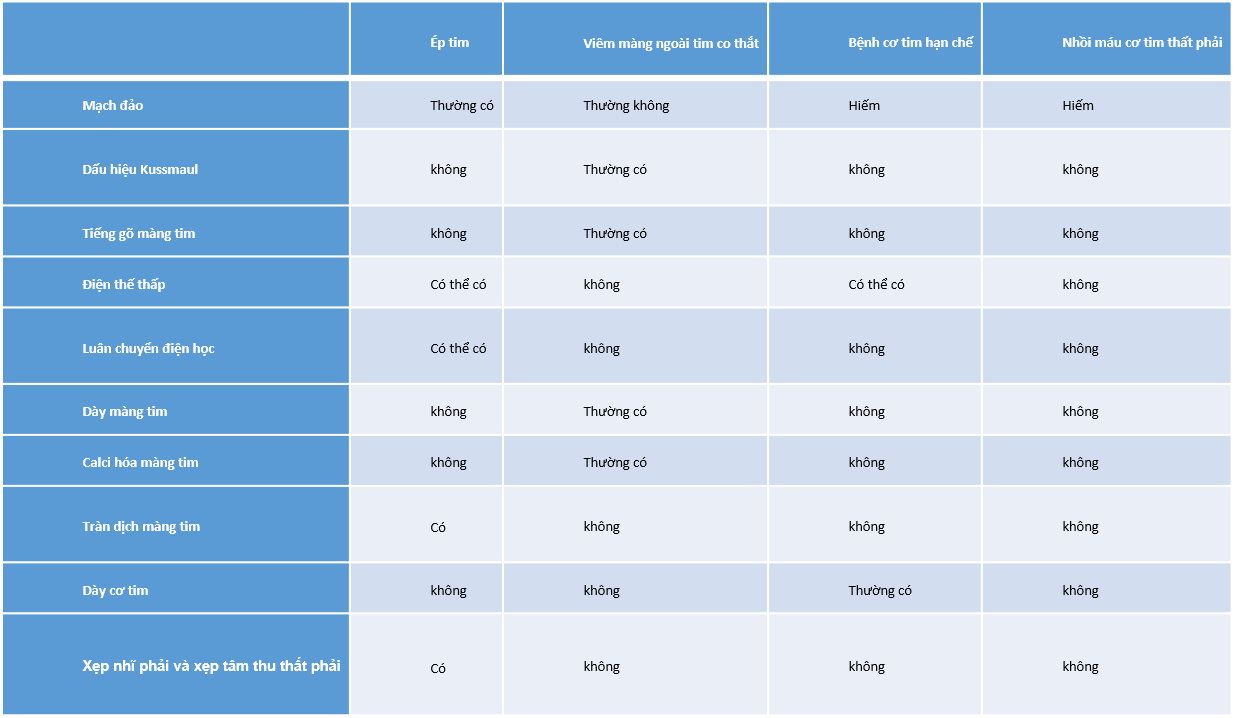 Ép tim Viêm màng ngoài tim co thắt Bệnh cơ tim hạn chế Nhồi máu cơ tim thất phải
Mạch đảo Thường có Thường không Hiếm Hiếm
Dấu hiệu Kussmaul không Thường có không không
Tiếng gõ màng tim không Thường có không không
Điện thế thấp Có thể có không Có thể có không
Luân chuyển điện học Có thể có không không không
Dày màng tim không Thường có không không
Calci hóa màng tim không Thường có không không
Tràn dịch màng tim Có không không không
Dày cơ tim không không Thường có không
Xẹp nhĩ phải và xẹp tâm thu thất phải Có không không không